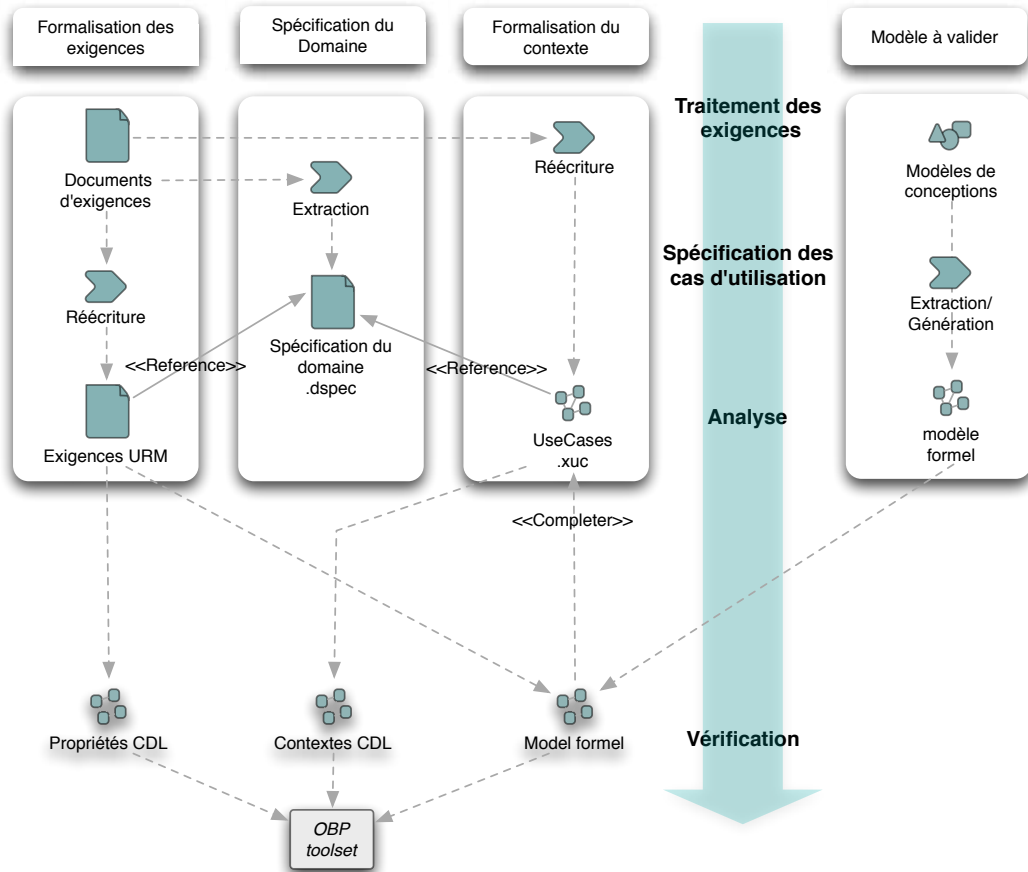 Formalisation des
exigences
Spécification du
Domaine
Formalisation du
contexte
Modèle à valider
Traitement des
exigences
Documents
d'exigences
Extraction
Réécriture
Modèles de
conceptions
Spécification des
cas d'utilisation
Réécriture
Extraction/
Génération
Spécification du
domaine
.dspec
<<Reference>>
<<Reference>>
Analyse
Exigences URM
UseCases
.xuc
modèle
formel
<<Completer>>
Propriétés CDL
Contextes CDL
Model formel
Vérification
OBP
toolset